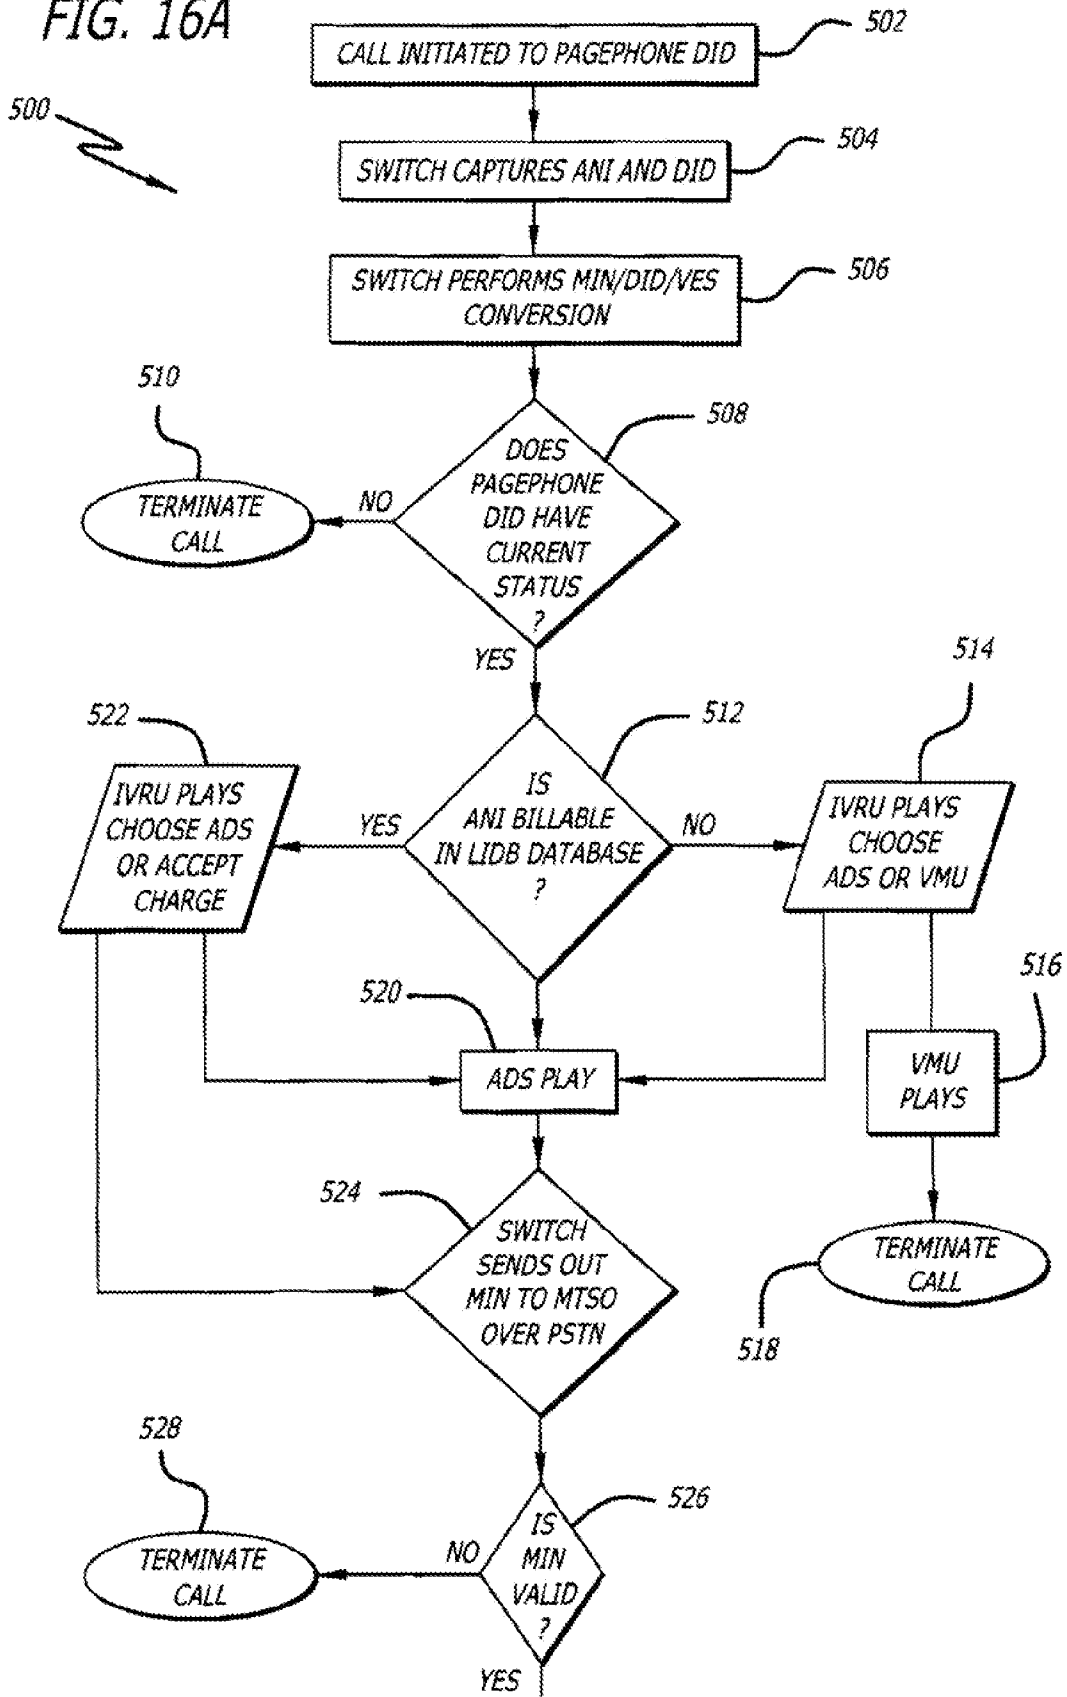 FIG. 16A
502
CALL INITIATED TO PAGEPHONE DID
500
504
SWITCH CAPTURES ANI AND DID
506
SWITCH PERFORMS MIN/DID/VES
CONVERSION
510
508
DOES
PAGEPHONE
DID HAVE
CURRENT
STATUS
?
NO
TERMINATE
CALL
YES
514
522
512
IVRU PLAYS
CHOOSE ADS
OR ACCEPT
CHARGE
YES
IS
ANI BILLABLE
IN LIDB DATABASE
?
NO
IVRU PLAYS
CHOOSE
ADS OR VMU
516
520
ADS PLAY
VMU
PLAYS
524
SWITCH
SENDS OUT
MIN TO MTSO
OVER PSTN
TERMINATE
CALL
518
528
526
IS
MIN
VALID
?
NO
TERMINATE
CALL
YES